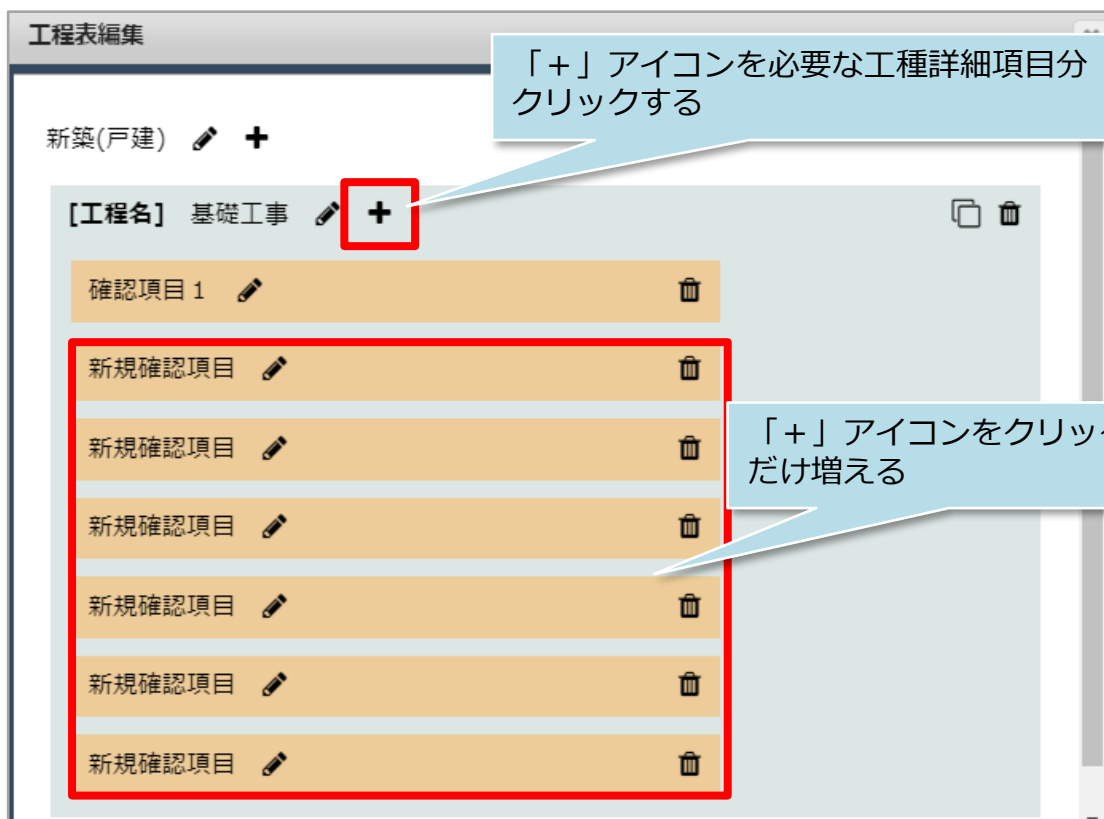 工程表編集
「+」アイコンを必要な工種詳細項目分
クリックする
新築(戸建)
[工程名] 基礎工事
確認項目1
新規確認項目
新規確認項目
「+」アイコンをクリック
だけ増える
新規確認項目
新規確認項目
新規確認項目
新規確認項目